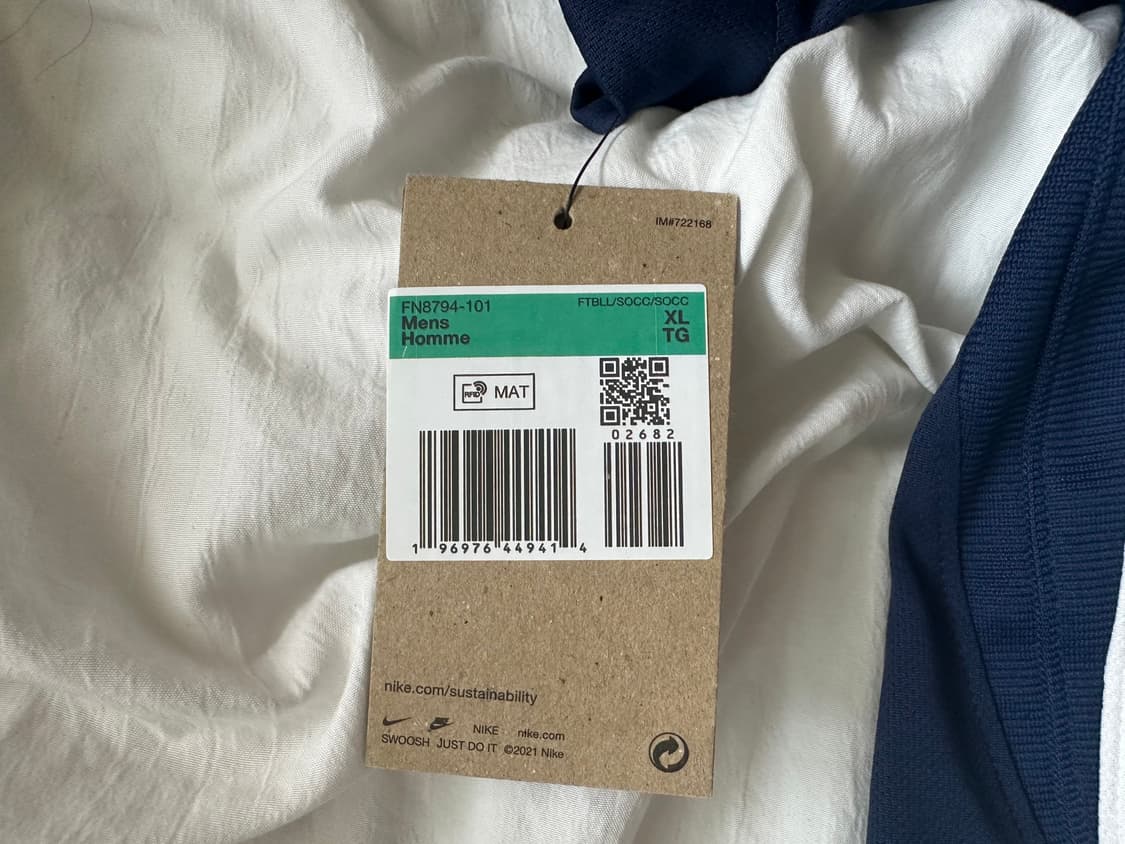 IM#722168
FN8794-101 FTBLL/SOCC/SOCC
Mens XL
Homme TG
RFID MAT
02682
1 96976 44941 4
nike.com/sustainability
NIKE nike.com
SWOOSH JUST DO IT ©2021 Nike